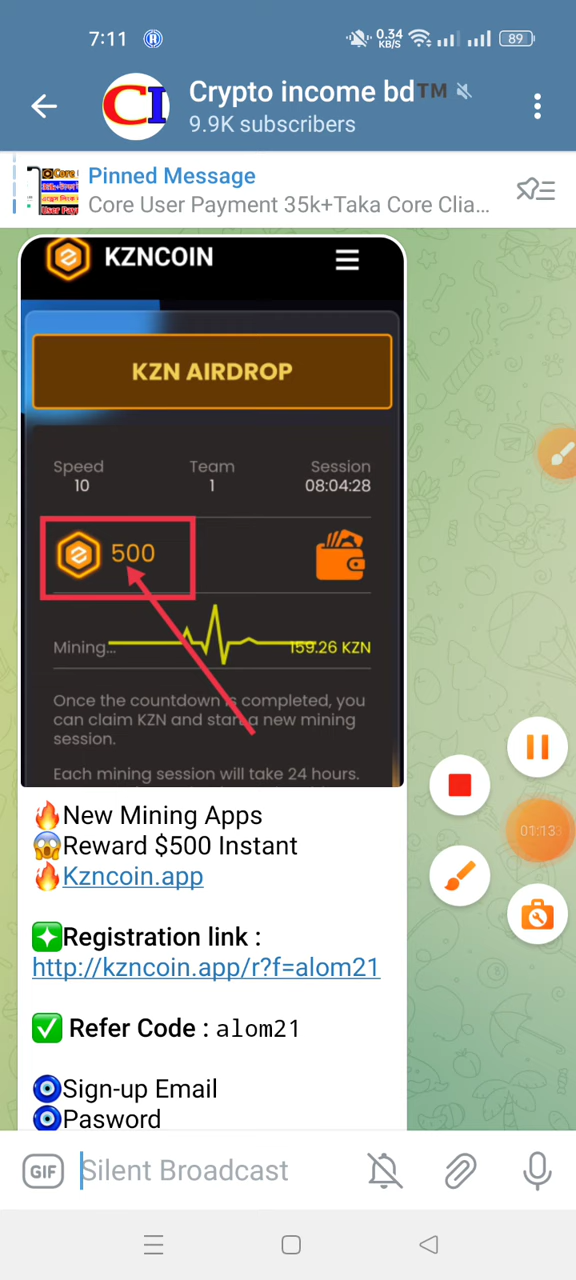 7:11
0.34
KB/S
89
CI
Crypto income bd™
9.9K subscribers
Pinned Message
Core User Payment 35k+Taka Core Clia...
KZNCOIN
KZN AIRDROP
Speed Team Session
10 1 08:04:28
500
Mining... 159.26 KZN
Once the countdown is completed, you
can claim KZN and start a new mining
session.
Each mining session will take 24 hours.
🔥New Mining Apps
😱Reward $500 Instant
🔥Kzncoin.app
Registration link :
http://kzncoin.app/r?f=alom21
✅ Refer Code : alom21
🧿Sign-up Email
🧿Pasword
01:13
GIF Silent Broadcast